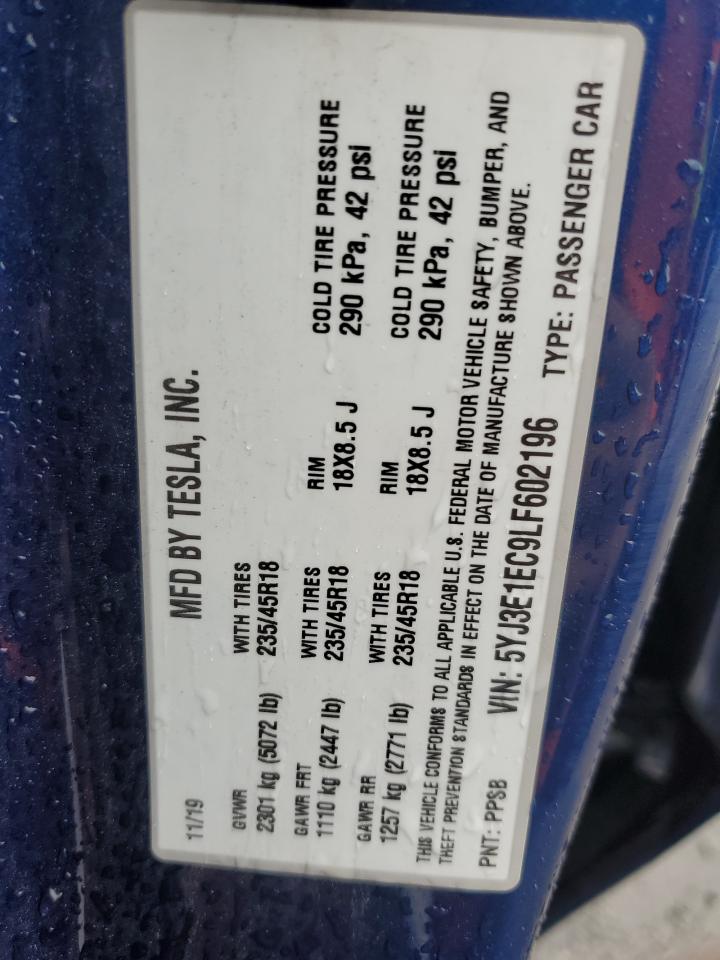 MFD BY TESLA, INC.
11/19
GVWR
2301 kg (5072 lb)
WITH TIRES
235/45R18
GAWR FRT
1110 kg (2447 lb)
WITH TIRES
235/45R18
RIM
18X8.5 J
COLD TIRE PRESSURE
290 kPa, 42 psi
GAWR RR
1257 kg (2771 lb)
WITH TIRES
235/45R18
RIM
18X8.5 J
COLD TIRE PRESSURE
290 kPa, 42 psi
THIS VEHICLE CONFORMS TO ALL APPLICABLE U.S. FEDERAL MOTOR VEHICLE SAFETY, BUMPER, AND
THEFT PREVENTION STANDARDS IN EFFECT ON THE DATE OF MANUFACTURE SHOWN ABOVE.
PNT: PPSB
VIN: 5YJ3E1EC9LF602196
TYPE: PASSENGER CAR